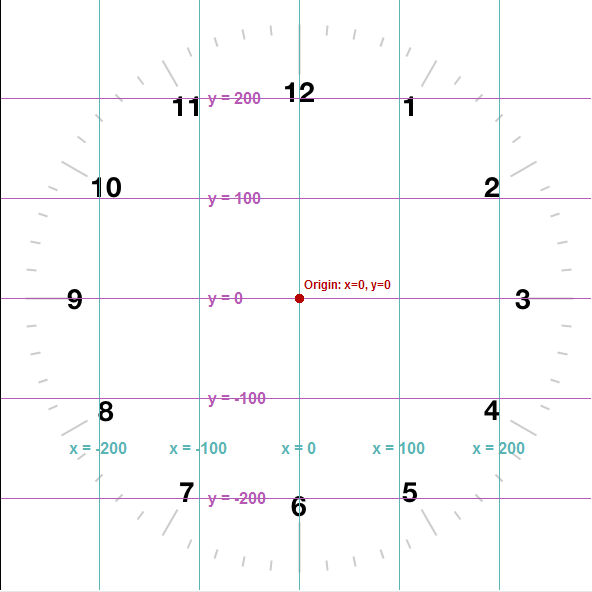 12
11
y = 200
1
10
y = 100
2
Origin: x=0, y=0
9
y = 0
3
8
y = -100
4
x = -200
x = -100
x = 0
x = 100
x = 200
7
y = -200
5
6